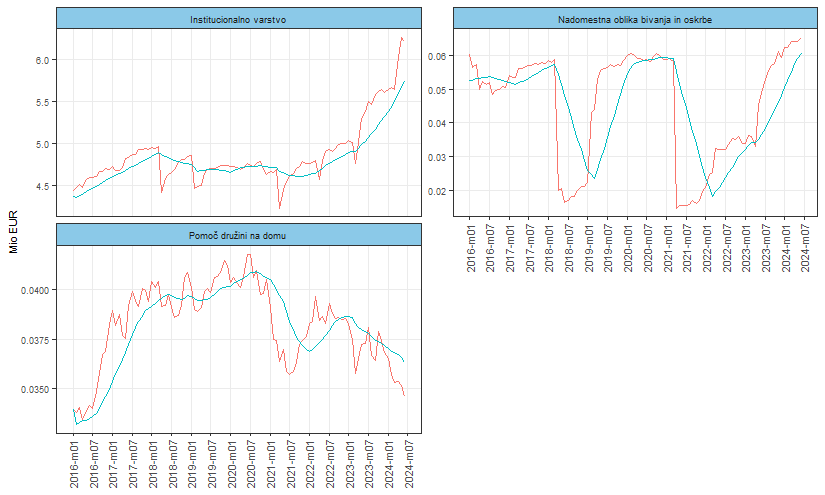 Institucionalno varstvo
Nadomestna oblika bivanja in oskrbe
6.0
5.5
5.0
4.5
0.06
0.05
0.04
0.03
0.02
2016-m01
2016-m07
2017-m01
2017-m07
2018-m01
2018-m07
2019-m01
2019-m07
2020-m01
2020-m07
2021-m01
2021-m07
2022-m01
2022-m07
2023-m01
2023-m07
2024-m01
2024-m07
Mio EUR
Pomoč družini na domu
0.0400
0.0375
0.0350
2016-m01
2016-m07
2017-m01
2017-m07
2018-m01
2018-m07
2019-m01
2019-m07
2020-m01
2020-m07
2021-m01
2021-m07
2022-m01
2022-m07
2023-m01
2023-m07
2024-m01
2024-m07